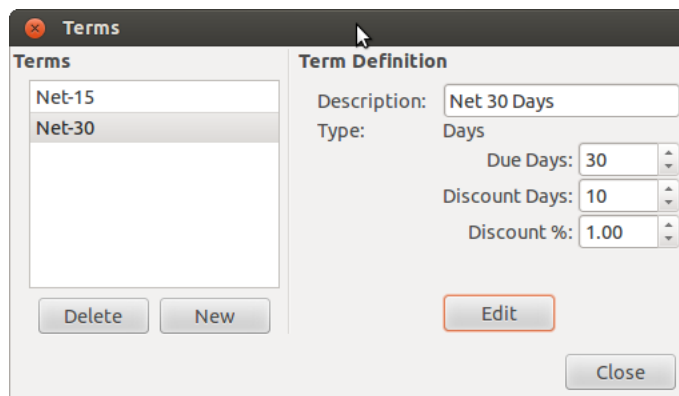 Terms
Terms
Term Definition
Net-15
Net-30
Description: Net 30 Days
Type: Days
Due Days: 30
Discount Days: 10
Discount %: 1.00
Delete
New
Edit
Close